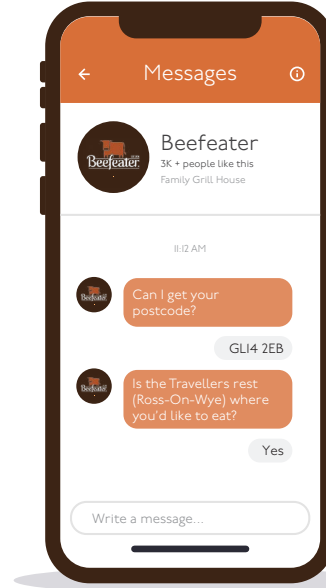 Messages
Beefeater
Beefeater
3K + people like this
Family Grill House
11:12 AM
Beefeater
Can I get your
postcode?
GL14 2EB
Beefeater
Is the Travellers rest
(Ross-On-Wye) where
you'd like to eat?
Yes
Write a message...